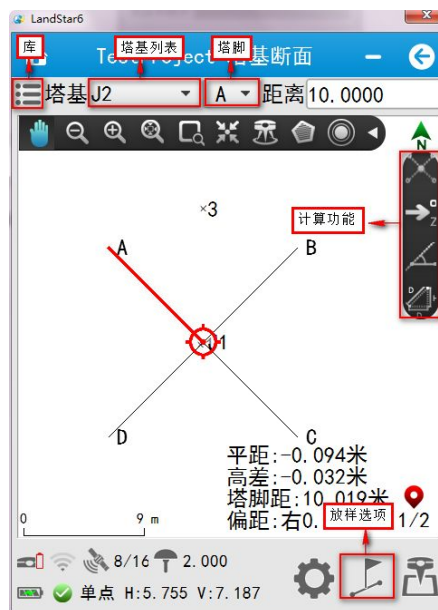 LandStar6
库
塔基列表
塔脚
TestProject 塔基断面
塔基 J2 A 距离 10.0000
N
3
计算功能
Z
A
B
1
D
C
平距:-0.094米
高差:-0.032米
塔脚距:10.019米
偏距:右0.
放样选项
1/2
0 9 m
8/16 2.000
单点 H:5.755 V:7.187